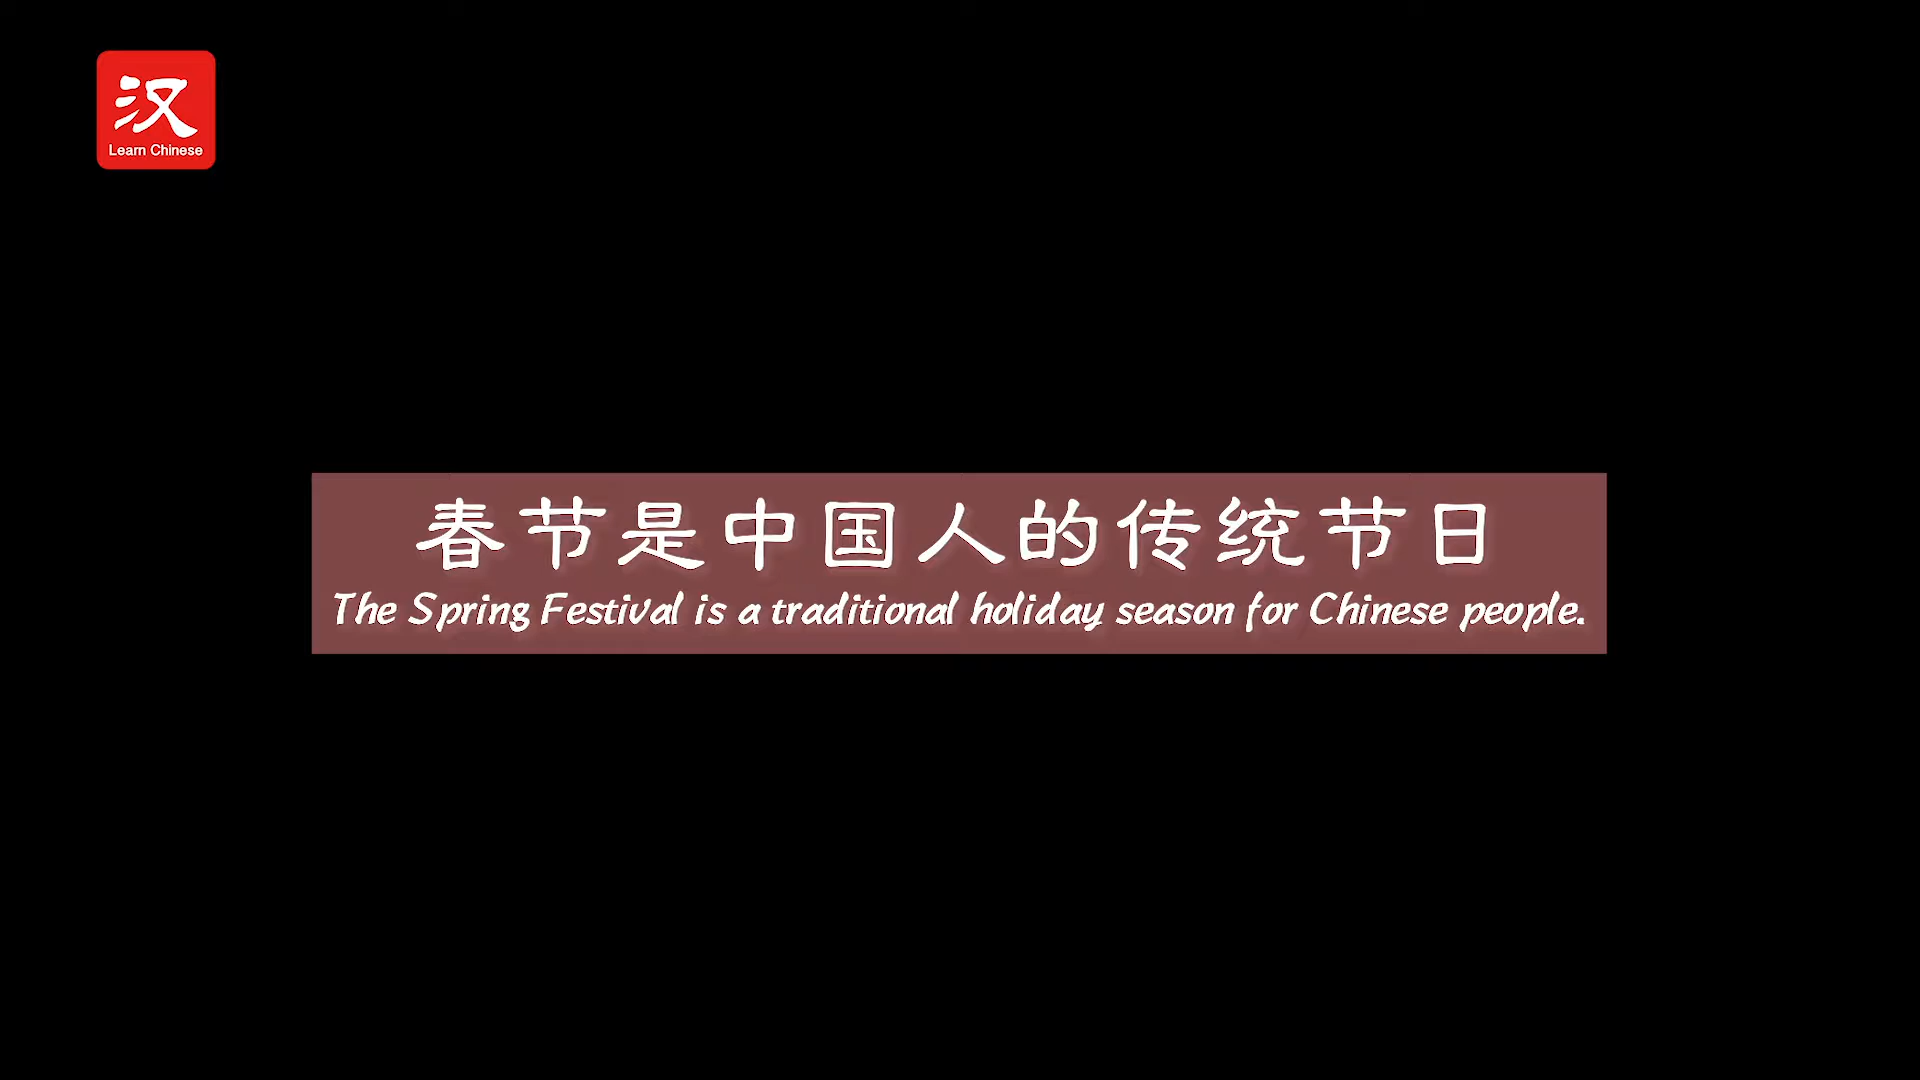 汉
Learn Chinese
春节是中国人的传统节日
The Spring Festival is a traditional holiday season for Chinese people.